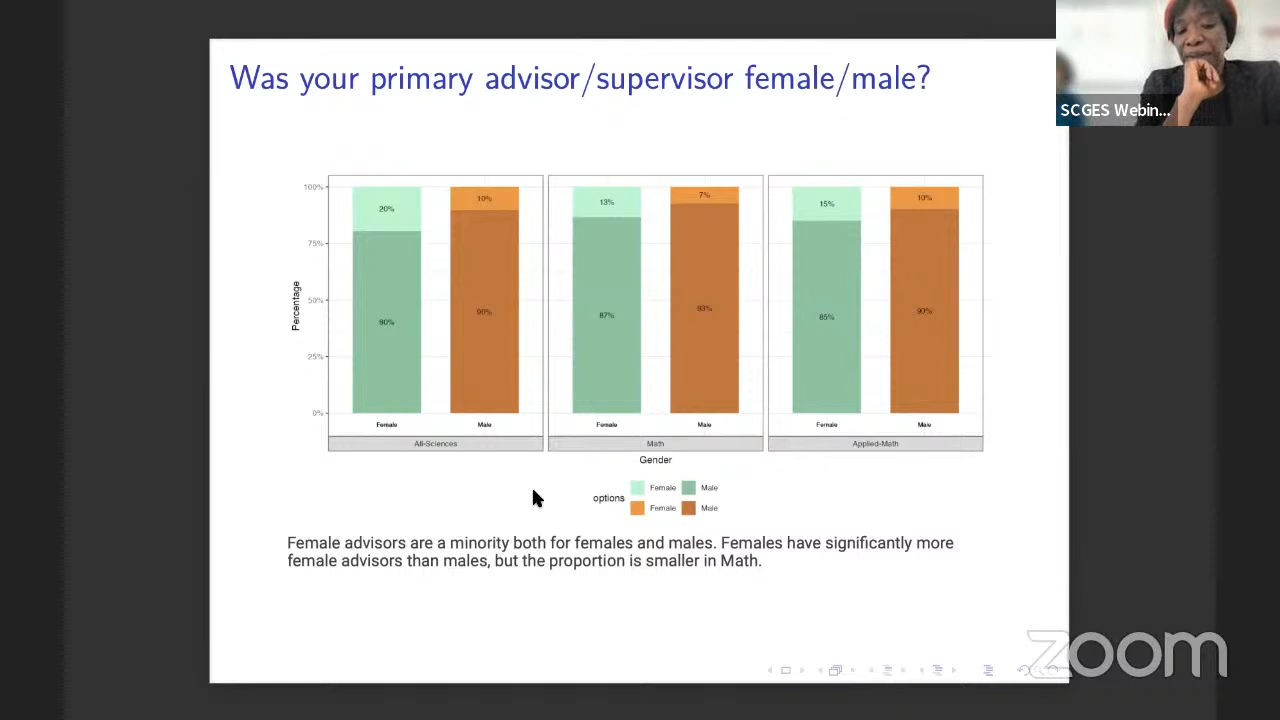 Was your primary advisor/supervisor female/male?
SCGES Webin...
100%
75%
50%
25%
0%
Percentage
20%
80%
10%
90%
13%
87%
7%
93%
15%
85%
10%
90%
Female
Male
Female
Male
Female
Male
All-Sciences
Math
Applied-Math
Gender
options
Female
Male
Female
Male
Female advisors are a minority both for females and males. Females have significantly more
female advisors than males, but the proportion is smaller in Math.
zoom